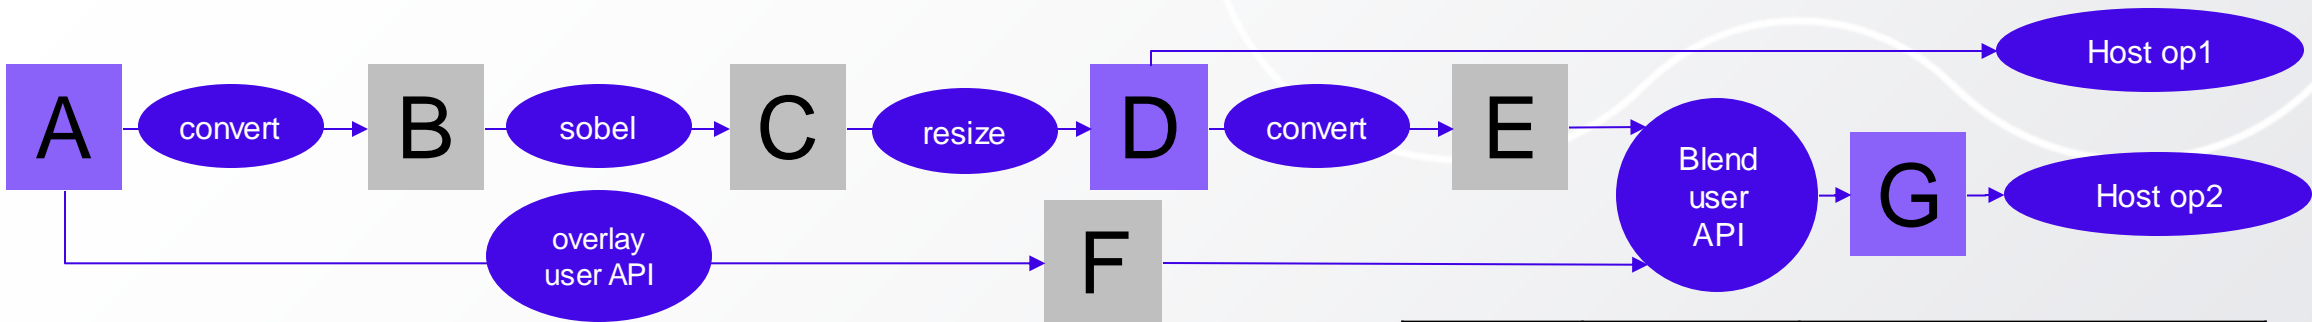 A
convert
B
sobel
C
resize
D
convert
E
Host op1
overlay
user API
F
Blend
user
API
G
Host op2